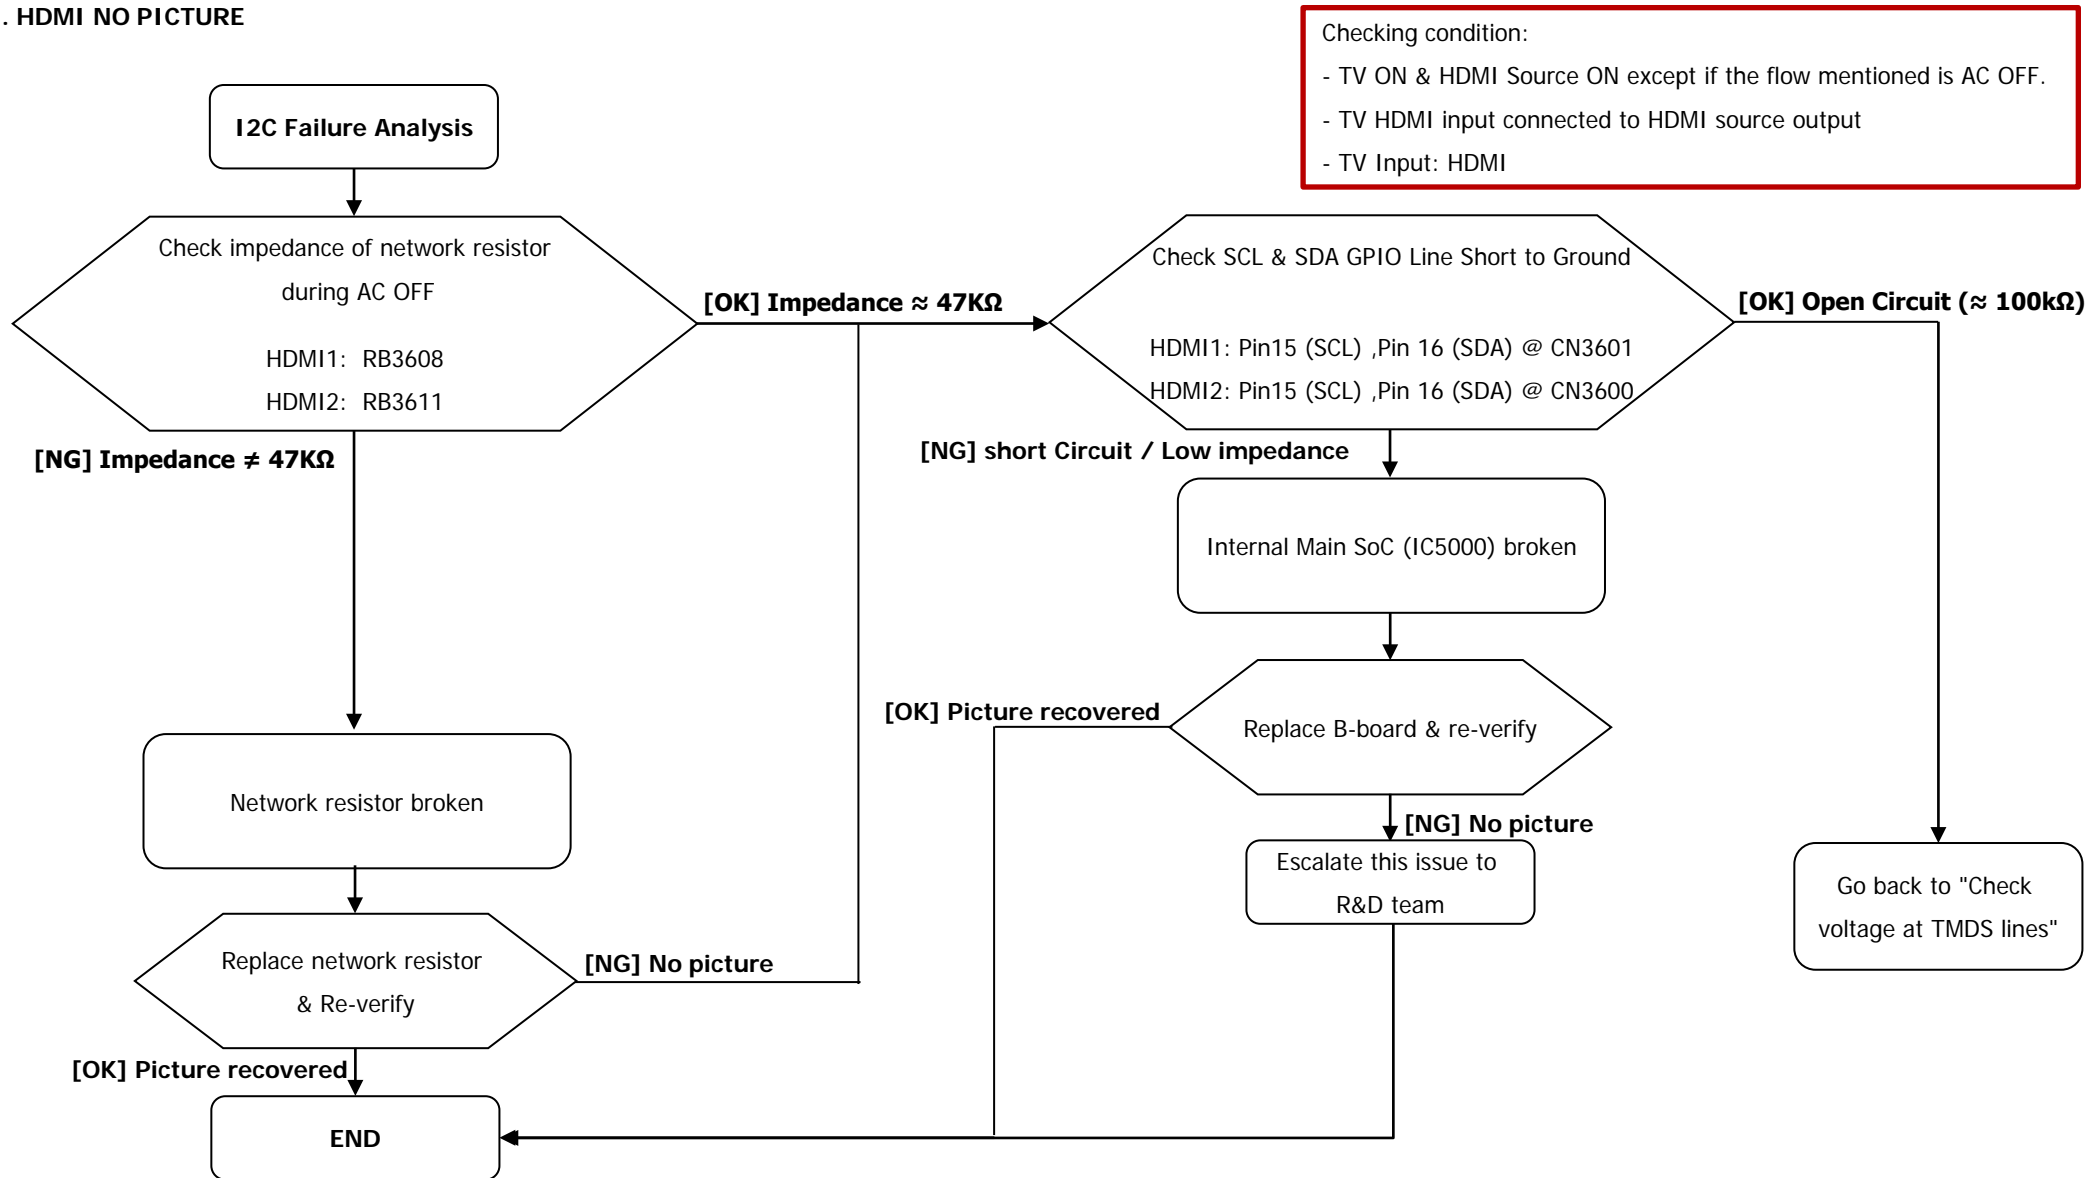 . HDMI NO PICTURE
Checking condition:
- TV ON & HDMI Source ON except if the flow mentioned is AC OFF.
- TV HDMI input connected to HDMI source output
- TV Input: HDMI
I2C Failure Analysis
Check impedance of network resistor
during AC OFF
HDMI1: RB3608
HDMI2: RB3611
[OK] Impedance ≈ 47KΩ
Check SCL & SDA GPIO Line Short to Ground
HDMI1: Pin15 (SCL) ,Pin 16 (SDA) @ CN3601
HDMI2: Pin15 (SCL) ,Pin 16 (SDA) @ CN3600
[OK] Open Circuit (≈ 100kΩ)
[NG] Impedance ≠ 47KΩ
[NG] short Circuit / Low impedance
Internal Main SoC (IC5000) broken
[OK] Picture recovered
Replace B-board & re-verify
Network resistor broken
[NG] No picture
Escalate this issue to
R&D team
Go back to "Check
voltage at TMDS lines"
Replace network resistor
& Re-verify
[NG] No picture
[OK] Picture recovered
END